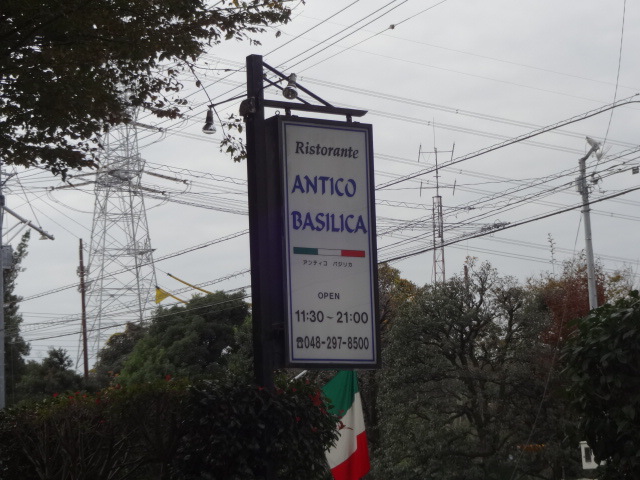 Ristorante
ANTICO
BASILICA
アンティコ バジリカ
OPEN
11:30~21:00
☎048-297-8500